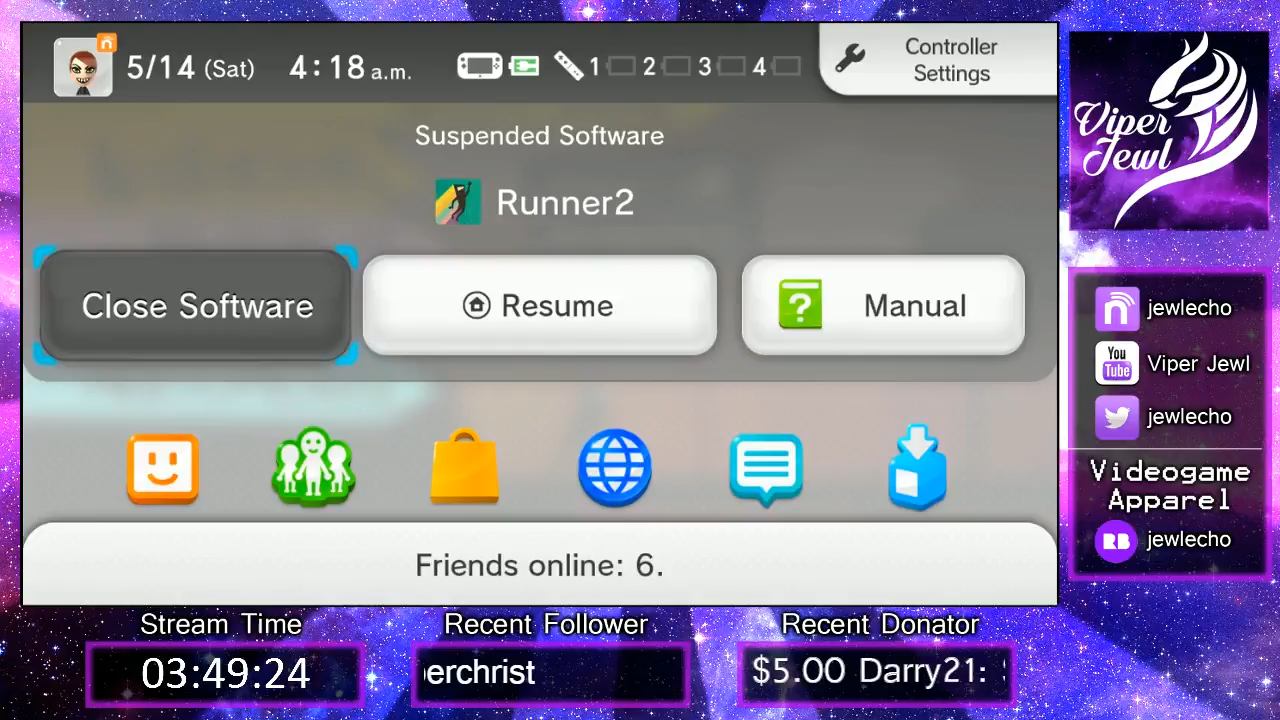 5/14 (Sat) 4:18 a.m. 1 2 3 4
Controller
Settings
Suspended Software
Runner2
Close Software
Resume
Manual
Friends online: 6.
Viper
Jewl
jewlecho
You
Tube
Viper Jewl
jewlecho
Videogame
Apparel
RB
jewlecho
Stream Time
Recent Follower
Recent Donator
03:49:24
erchrist
$5.00 Darry21: